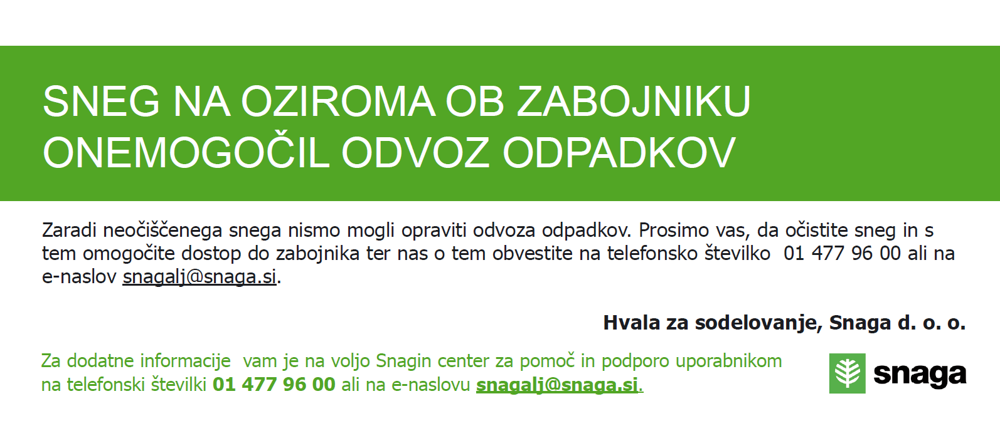 SNEG NA OZIROMA OB ZABOJNIKU
ONEMOGOČIL ODVOZ ODPADKOV
Zaradi neočiščenega snega nismo mogli opraviti odvoza odpadkov. Prosimo vas, da očistite sneg in s
tem omogočite dostop do zabojnika ter nas o tem obvestite na telefonsko številko  01 477 96 00 ali na
e-naslov snagalj@snaga.si.
Hvala za sodelovanje, Snaga d. o. o.
Za dodatne informacije  vam je na voljo Snagin center za pomoč in podporo uporabnikom
na telefonski številki 01 477 96 00 ali na e-naslovu snagalj@snaga.si.
snaga